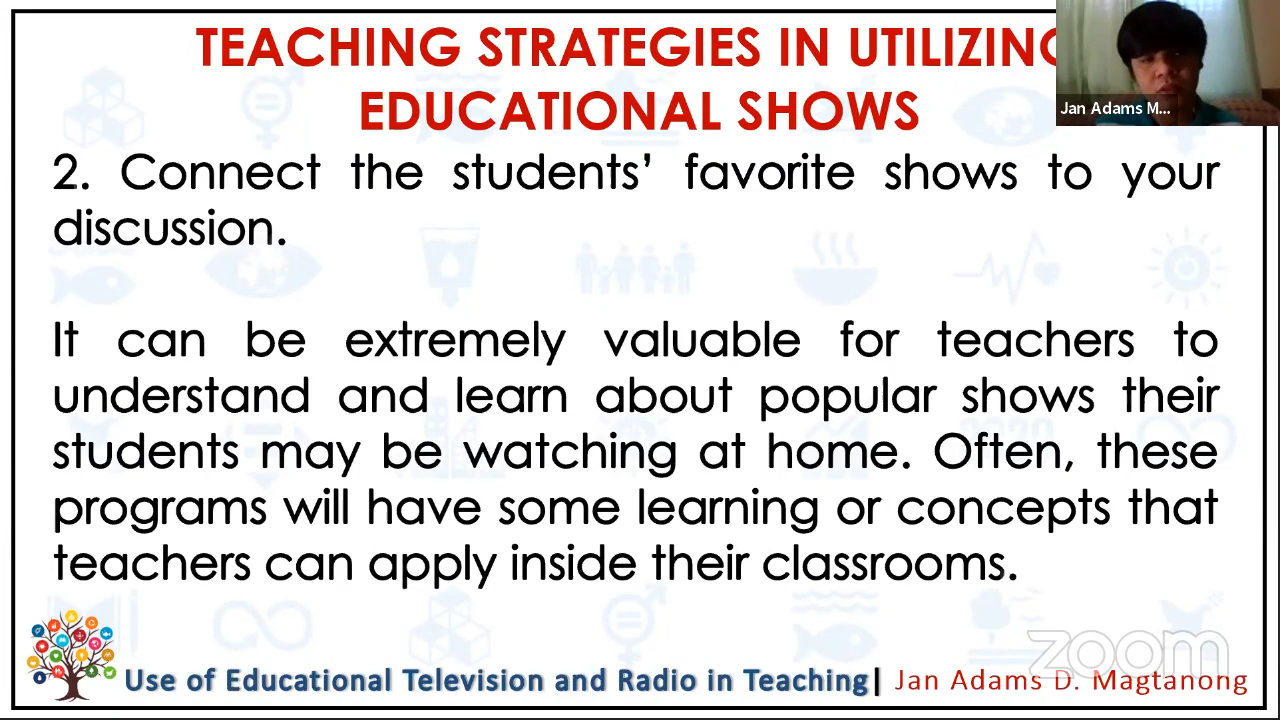 TEACHING STRATEGIES IN UTILIZING
EDUCATIONAL SHOWS
Jan Adams M...
2. Connect the students’ favorite shows to your
discussion.
It can be extremely valuable for teachers to
understand and learn about popular shows their
students may be watching at home. Often, these
programs will have some learning or concepts that
teachers can apply inside their classrooms.
zoom
Use of Educational Television and Radio in Teaching| Jan Adams D. Magtanong